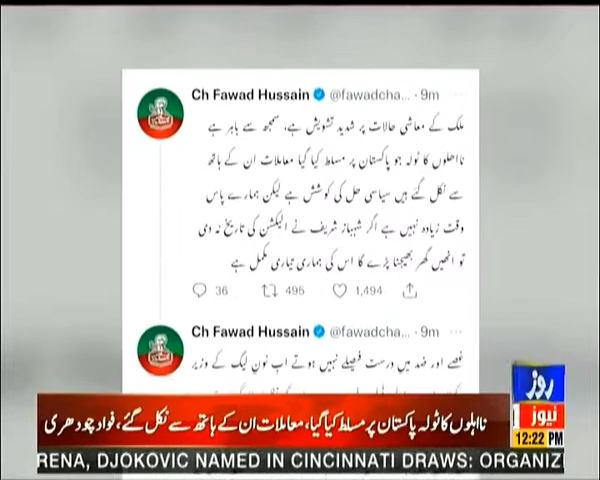 Ch Fawad Hussain @fawadcha... · 9m
ملک کے معاشی حالات پر شدید تشویش ہے، سمجھ سے باہر ہے
نااھلوں کا ٹولہ جو پاکستان پر مسلط کیا گیا معاملات ان کے ہاتھ
سے نکل گئے ہیں سیاسی حل کی کوشش ہے لیکن ہمارے پاس
وقت زیادہ نہیں ہے اگر شہباز شریف نے الیکشن کی تاریخ نہ دی
تو انھیں گھر بھیجنا پڑے گا اس کی ہماری تیاری مکمل ہے
36 495 1,494
Ch Fawad Hussain @fawadcha... · 9m
غصے اور ضد میں درست فیصلے نہیں ہوتے اب نون لیگ کے وزیر
روز
نیوز
نااہلوں کا ٹولہ پاکستان پر مسلط کیا گیا، معاملات ان کے ہاتھ سے نکل گئے، فواد چودھری
12:22 PM
RENA, DJOKOVIC NAMED IN CINCINNATI DRAWS: ORGANIZ